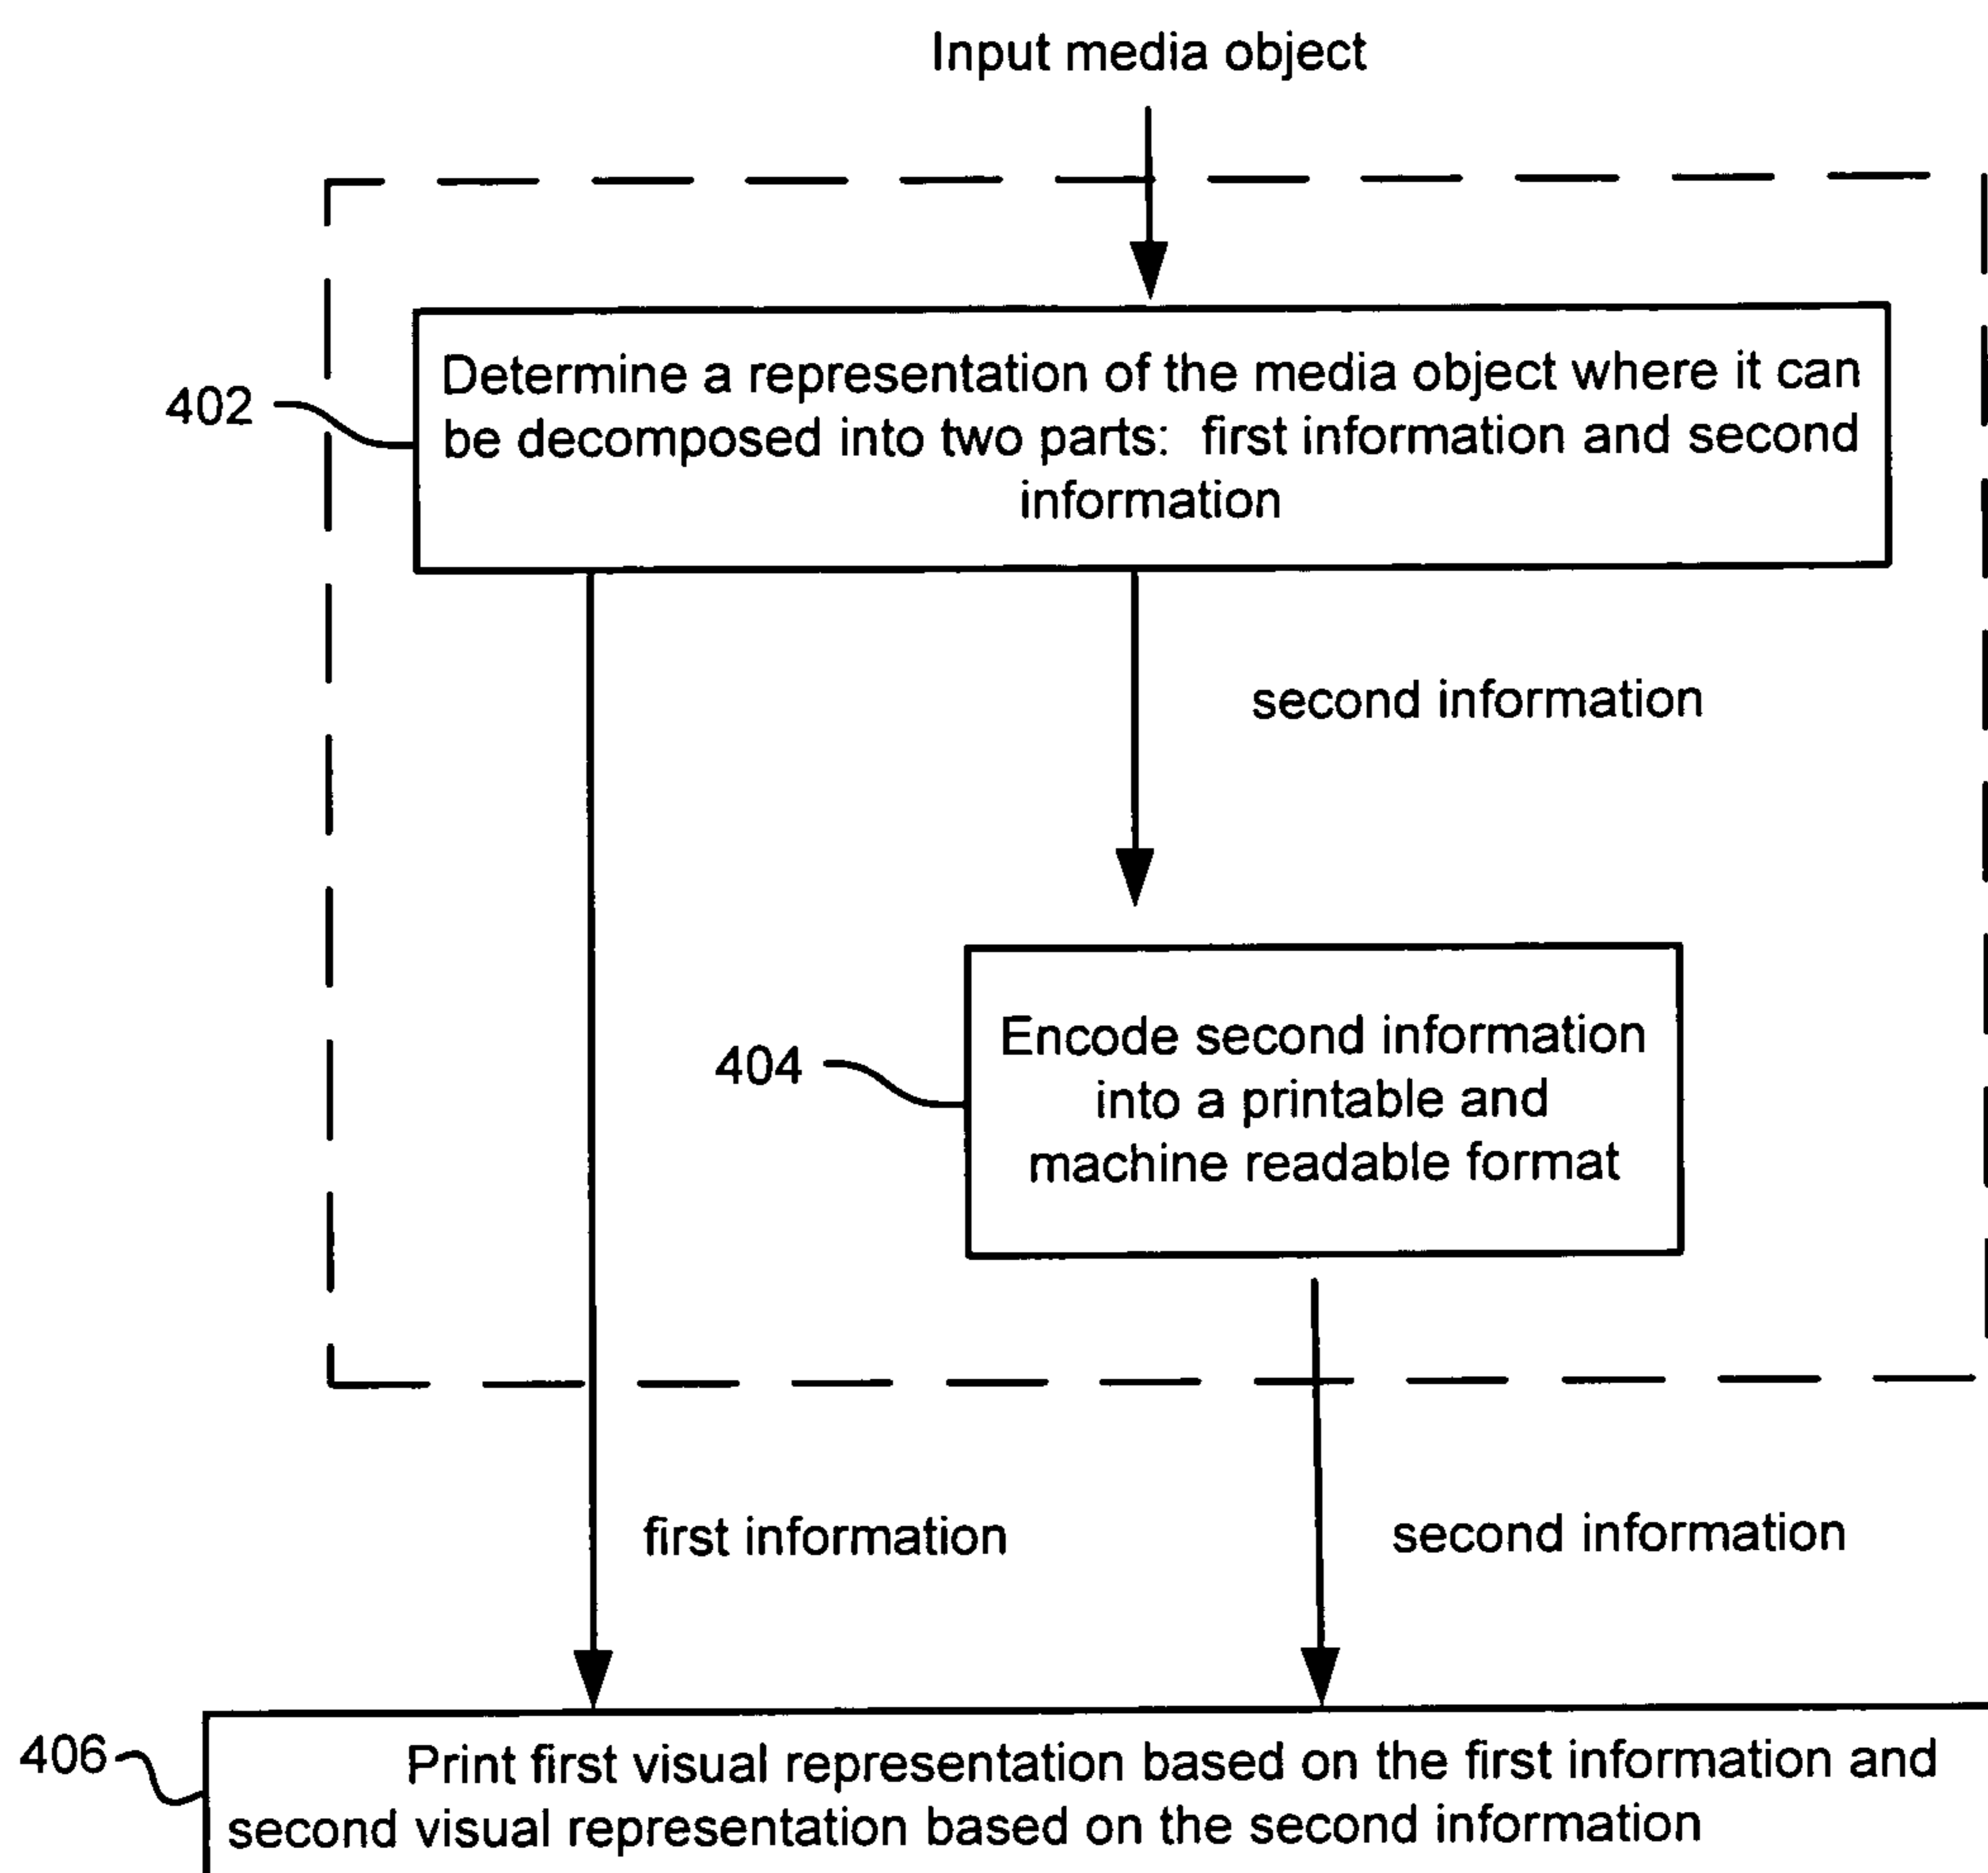 Input media object
402
Determine a representation of the media object where it can
be decomposed into two parts: first information and second
information
second information
404
Encode second information
into a printable and
machine readable format
first information
second information
406
Print first visual representation based on the first information and
second visual representation based on the second information